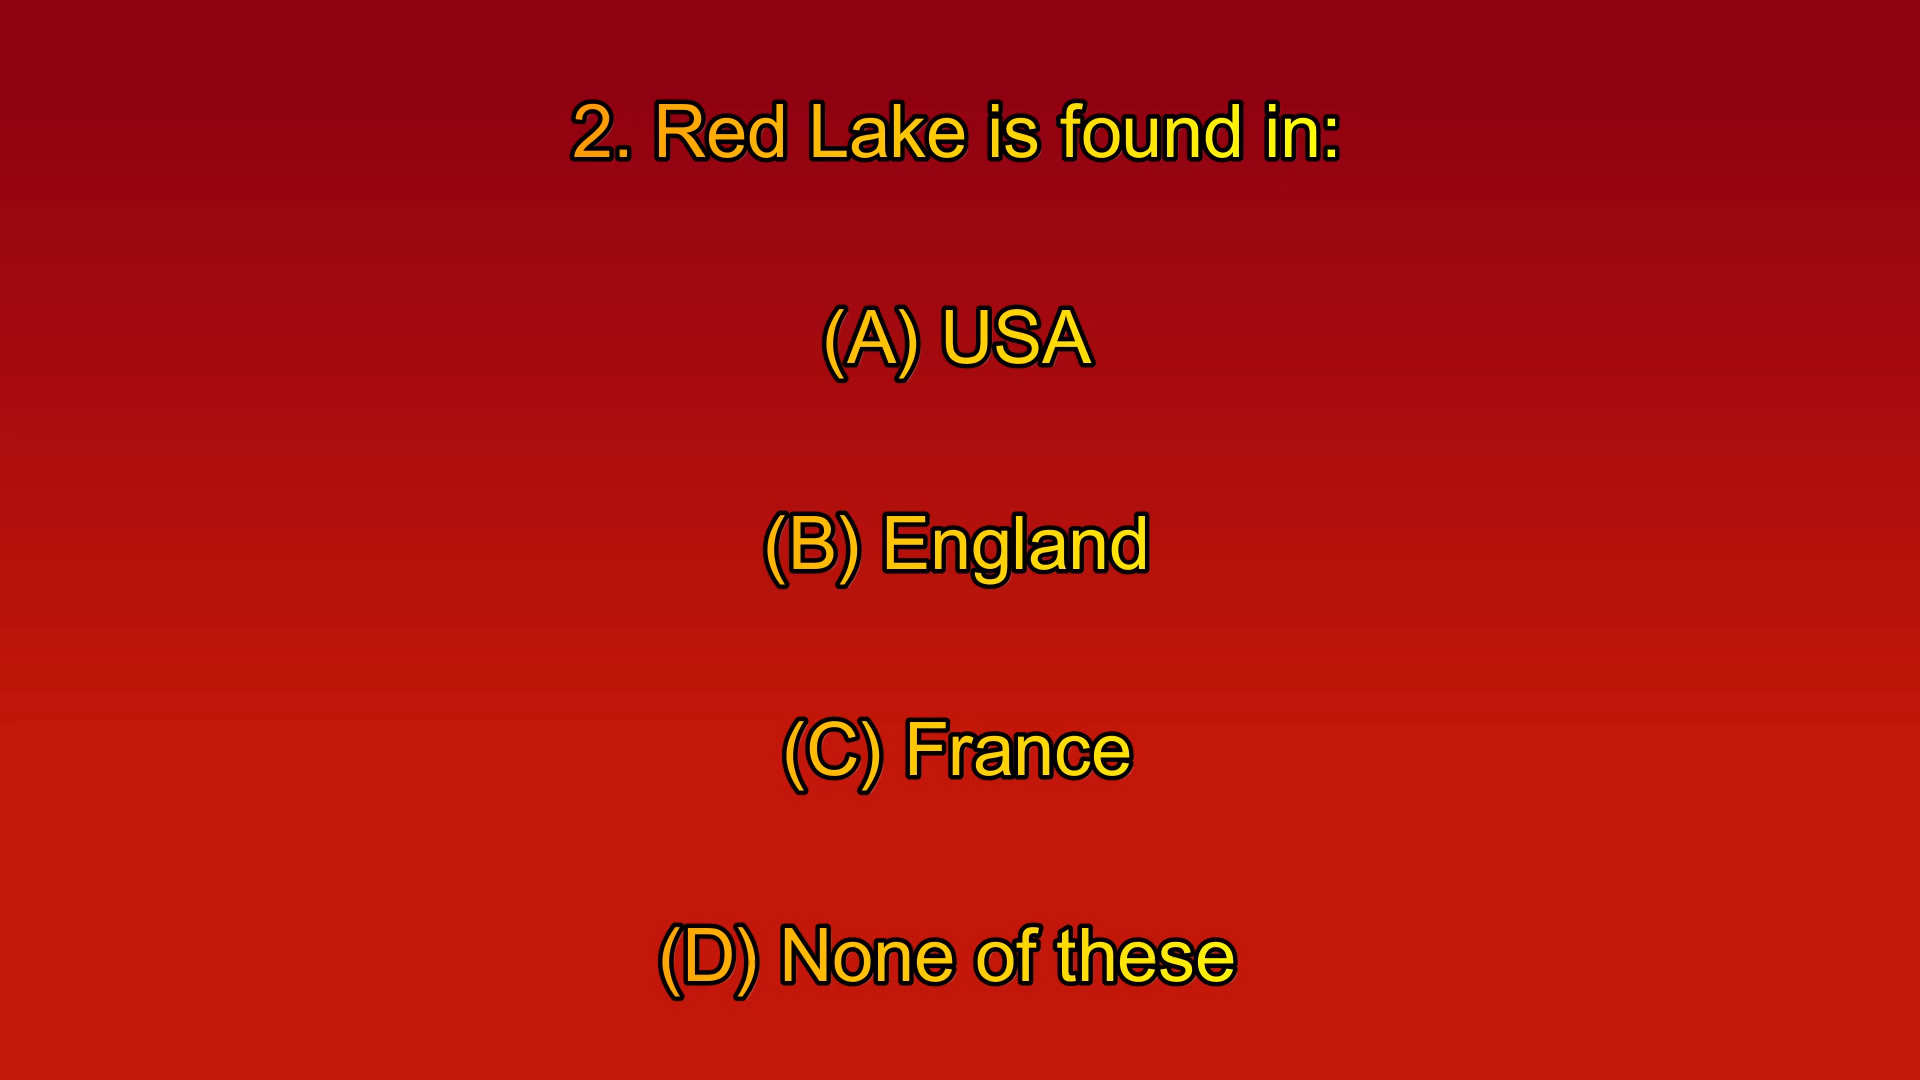 2. Red Lake is found in:
(A) USA
(B) England
(C) France
(D) None of these